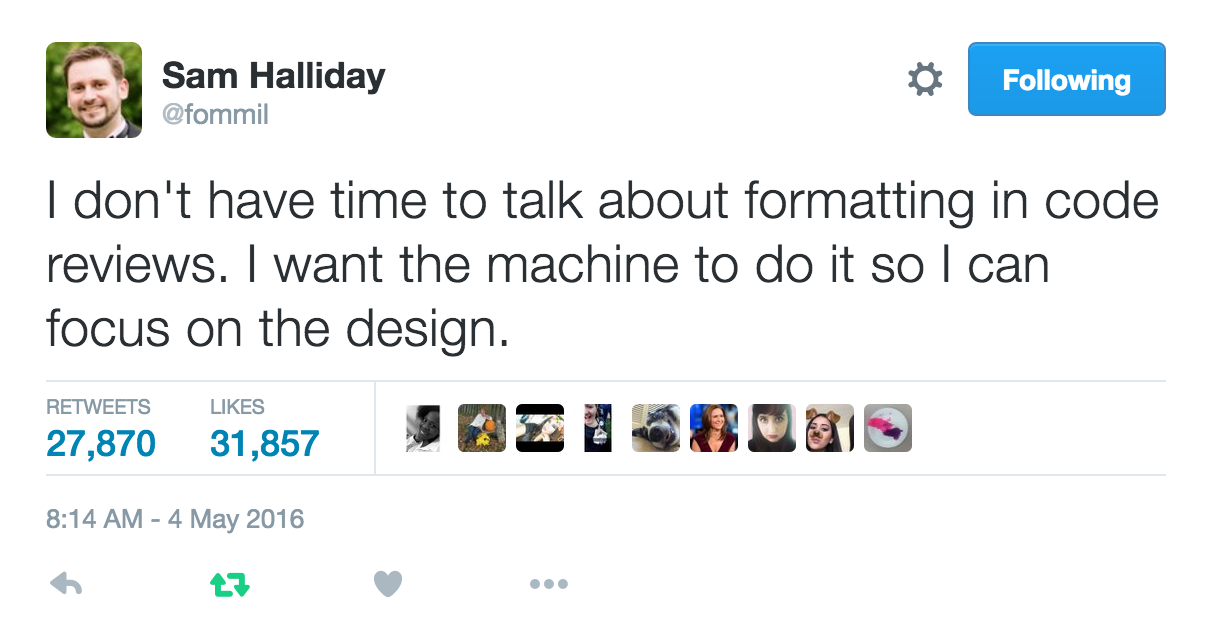 Sam Halliday
@fommil
Following
I don't have time to talk about formatting in code
reviews. I want the machine to do it so I can
focus on the design.
RETWEETS
27,870
LIKES
31,857
8:14 AM - 4 May 2016